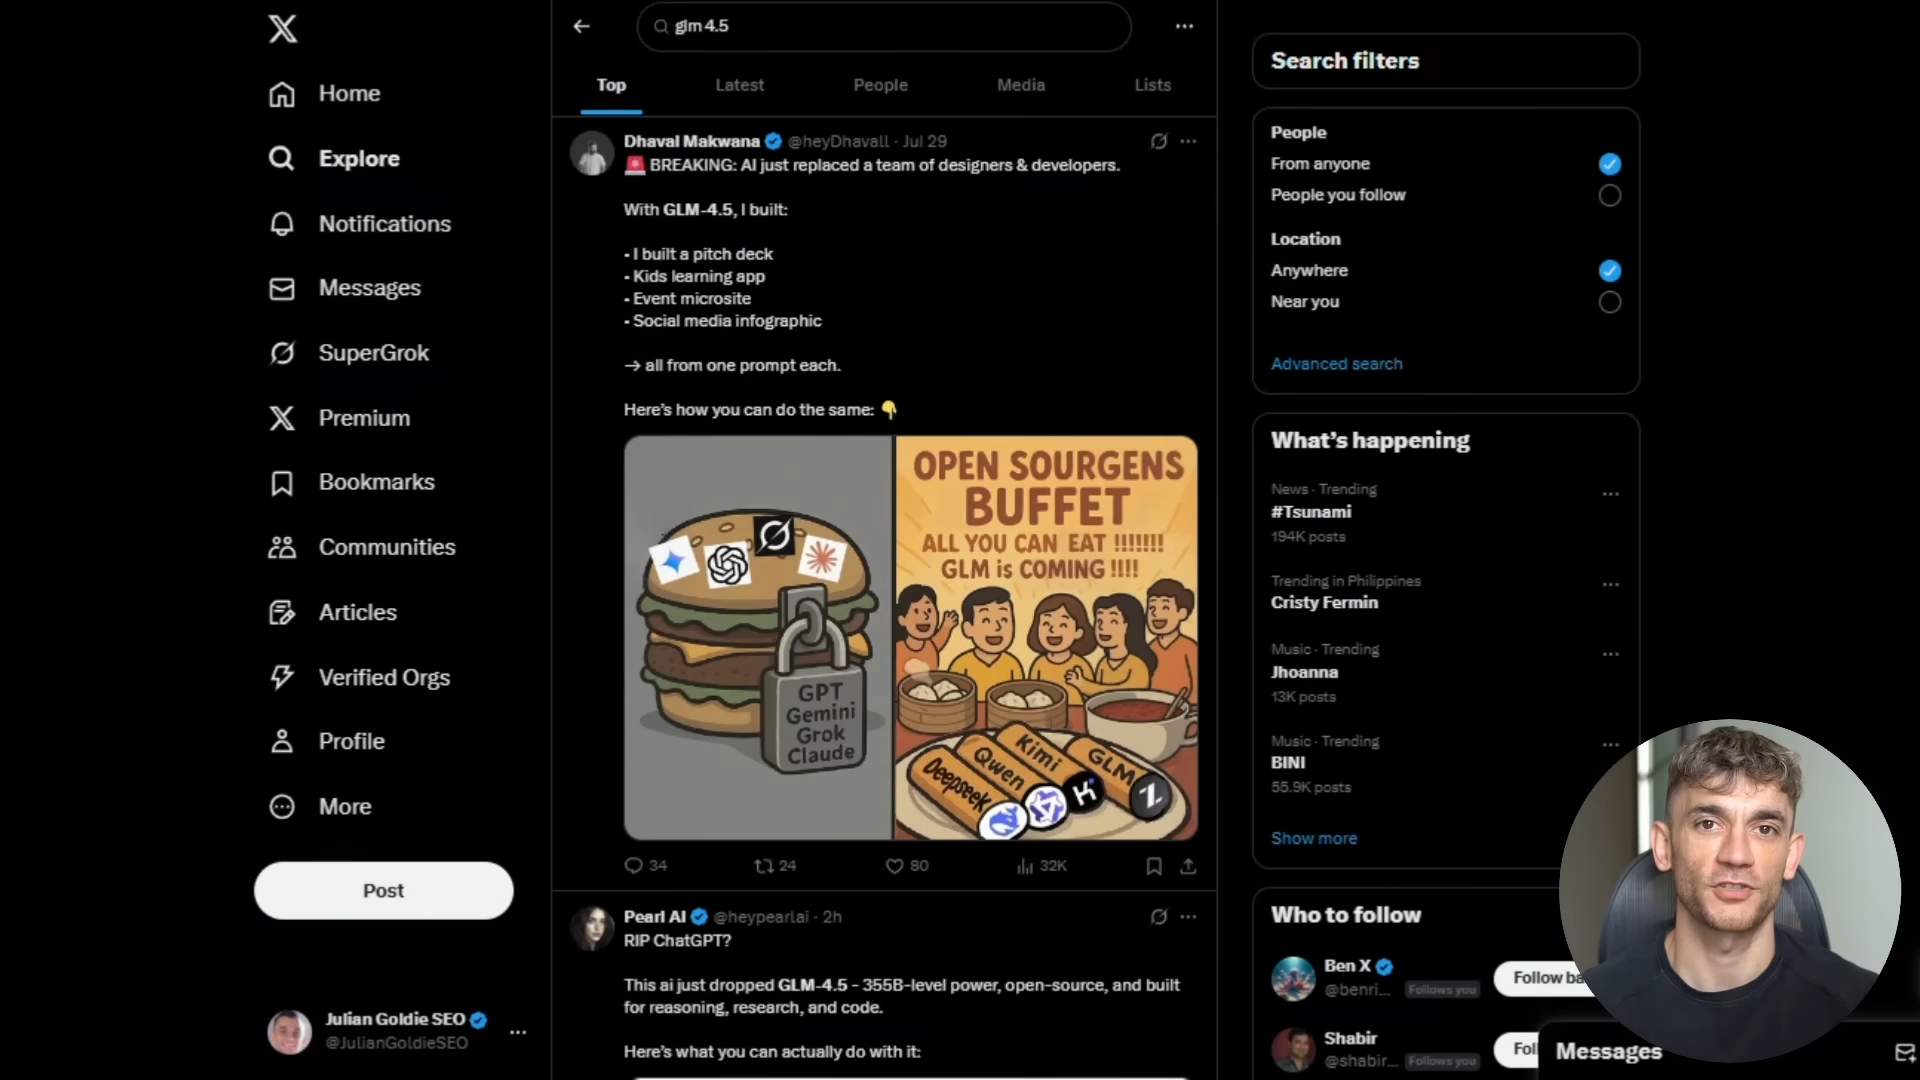 Home
Explore
Notifications
Messages
SuperGrok
Premium
Bookmarks
Communities
Articles
Verified Orgs
Profile
More
Post
Julian Goldie SEO
@JulianGoldieSEO
glm 4.5
Top
Latest
People
Media
Lists
Dhaval Makwana @heyDhavall · Jul 29
🚨 BREAKING: AI just replaced a team of designers & developers.
With GLM-4.5, I built:
- I built a pitch deck
- Kids learning app
- Event microsite
- Social media infographic
→ all from one prompt each.
Here's how you can do the same: 👇
GPT
Gemini
Grok
Claude
OPEN SOURGENS
BUFFET
ALL YOU CAN EAT !!!!!!!
GLM is COMING !!!!
Deepseek
Qwen
Kimi
GLM
34
24
80
32K
Pearl AI @heypearlai · 2h
RIP ChatGPT?
This ai just dropped GLM-4.5 - 355B-level power, open-source, and built
for reasoning, research, and code.
Here's what you can actually do with it:
Search filters
People
From anyone
People you follow
Location
Anywhere
Near you
Advanced search
What's happening
News · Trending
#Tsunami
194K posts
Trending in Philippines
Cristy Fermin
Music · Trending
Jhoanna
13K posts
Music · Trending
BINI
55.9K posts
Show more
Who to follow
Ben X
@benri... Follows you
Follow ba
Shabir
@shabir... Follows you
Fol
Messages